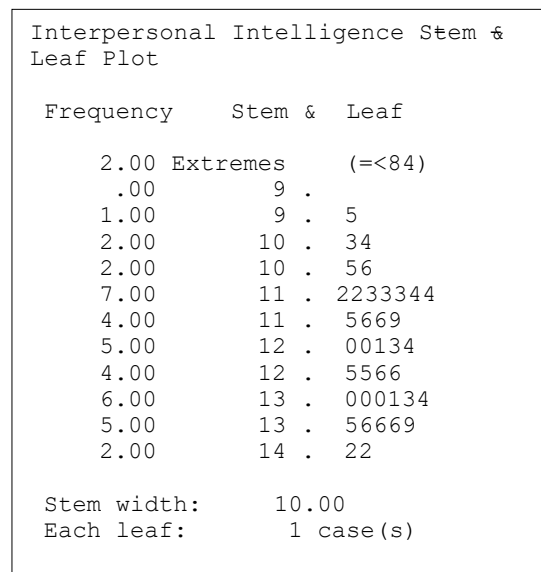 Interpersonal Intelligence Stem &
Leaf Plot
Frequency Stem & Leaf
2.00 Extremes (=<84)
.00 9 .
1.00 9 . 5
2.00 10 . 34
2.00 10 . 56
7.00 11 . 2233344
4.00 11 . 5669
5.00 12 . 00134
4.00 12 . 5566
6.00 13 . 000134
5.00 13 . 56669
2.00 14 . 22
Stem width: 10.00
Each leaf: 1 case(s)